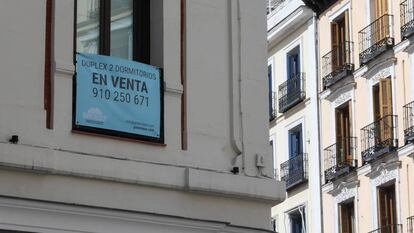 DUPLEX 2 DORMITORIOS
EN VENTA
910 250 671